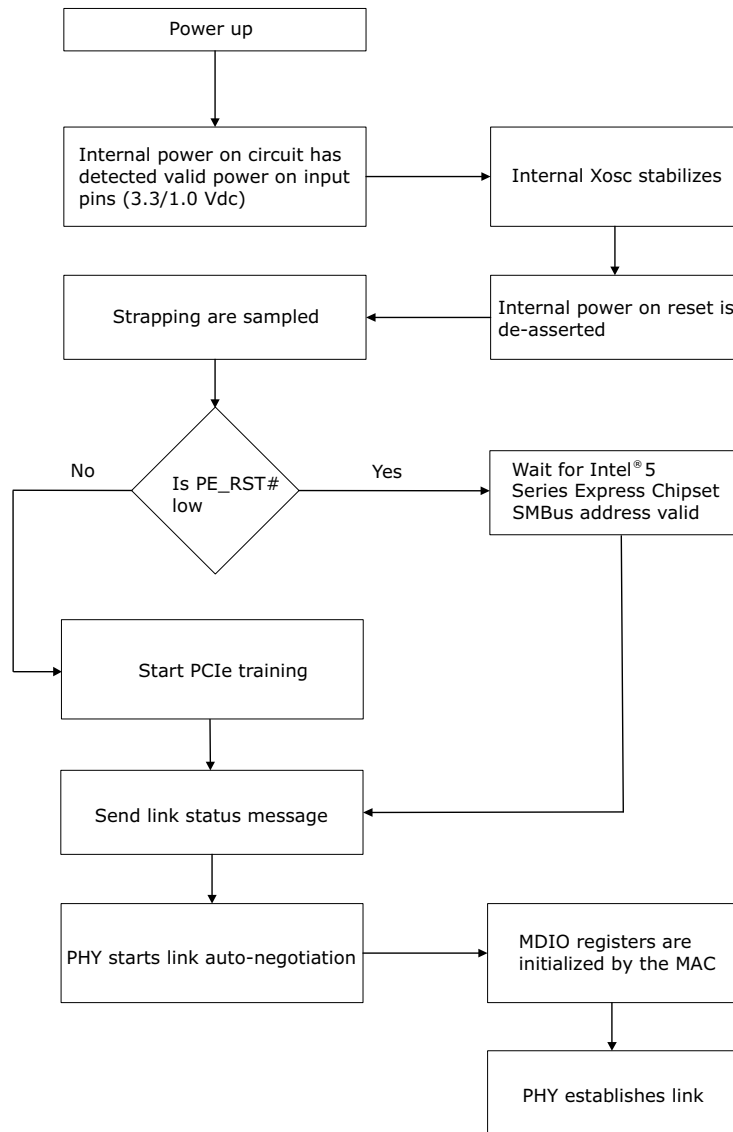 Power up
Internal power on circuit has
detected valid power on input
pins (3.3/1.0 Vdc)
Internal Xosc stabilizes
Strapping are sampled
Internal power on reset is
de-asserted
No
Is PE_RST#
low
Yes
Wait for Intel® 5
Series Express Chipset
SMBus address valid
Start PCIe training
Send link status message
PHY starts link auto-negotiation
MDIO registers are
initialized by the MAC
PHY establishes link